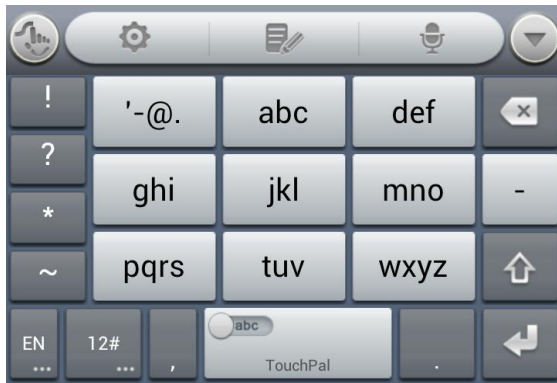 !
'-@. abc def
?
ghi jkl mno -
*
pqrs tuv wxyz
~
abc
EN 12# , TouchPal .
... ...